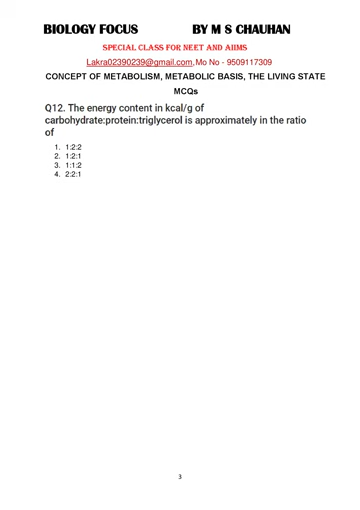 BIOLOGY FOCUS BY M S CHAUHAN
SPECIAL CLASS FOR NEET AND AIIMS
Lakra02390239@gmail.com,Mo No - 9509117309
CONCEPT OF METABOLISM, METABOLIC BASIS, THE LIVING STATE
MCQs
Q12. The energy content in kcal/g of
carbohydrate:protein:triglycerol is approximately in the ratio
of
1. 1:2:2
2. 1:2:1
3. 1:1:2
4. 2:2:1
3